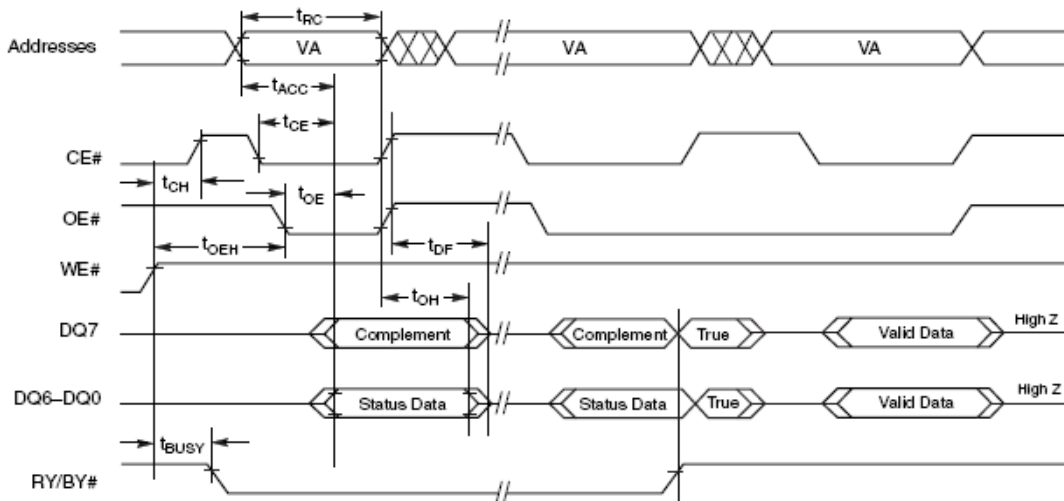 tRC
Addresses VA VA VA
tACC
tCE
CE#
tCH tOE
OE#
tOEH tDF
WE#
tOH
DQ7 Complement Complement True Valid Data High Z
DQ6–DQ0 Status Data Status Data True Valid Data High Z
tBUSY
RY/BY#